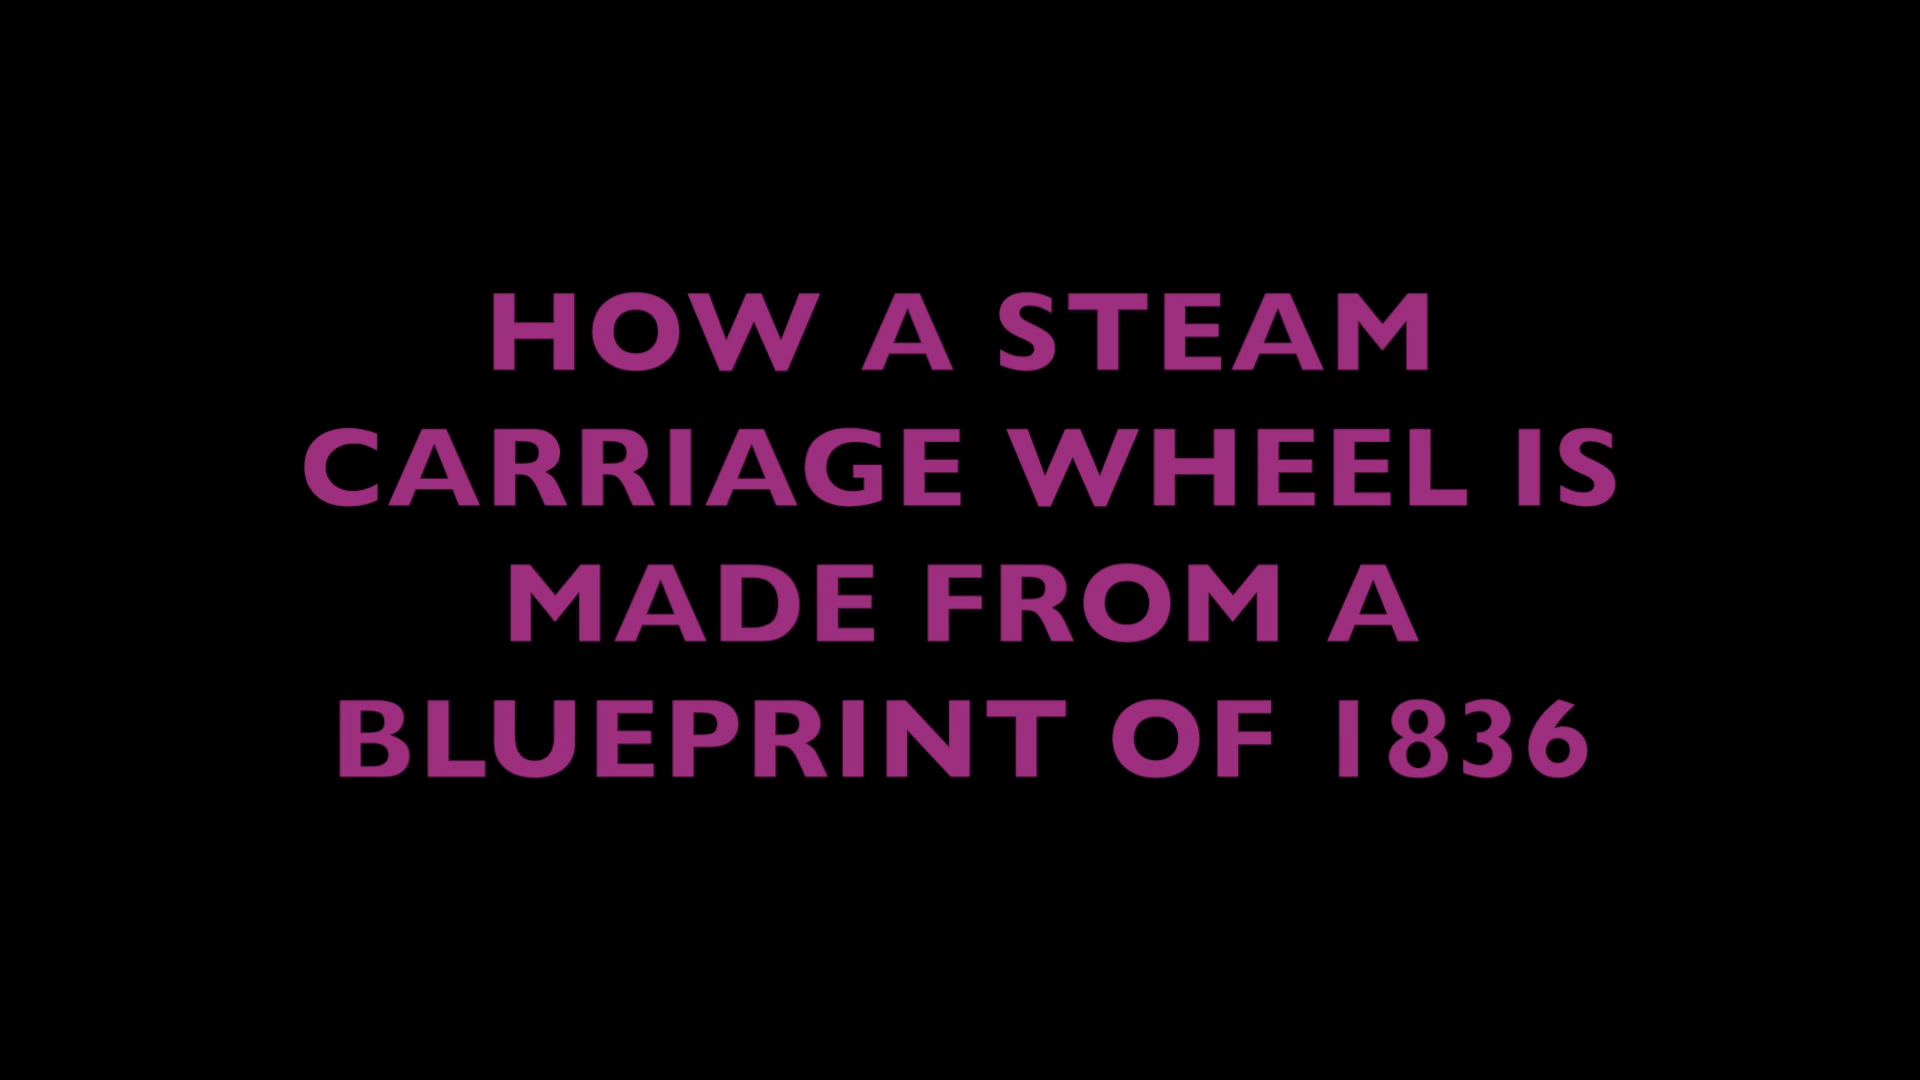 HOW A STEAM
CARRIAGE WHEEL IS
MADE FROM A
BLUEPRINT OF 1836